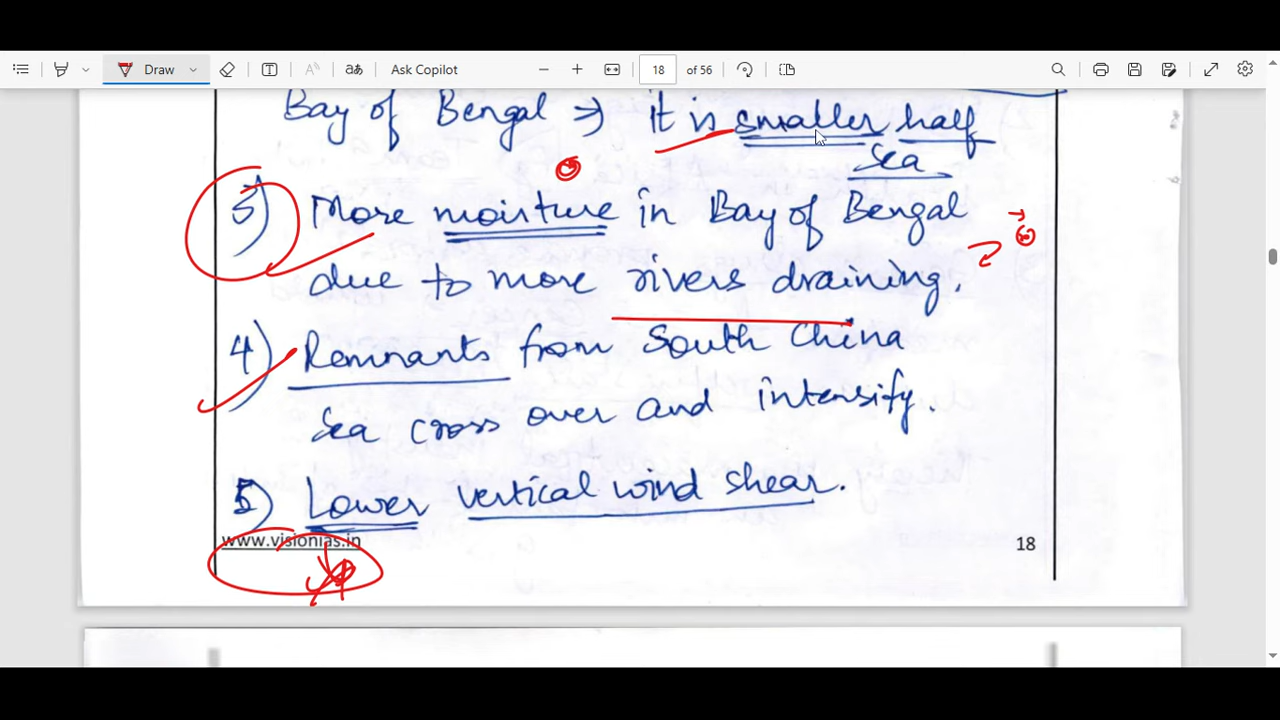 Draw
Ask Copilot
18
of 56
Bay of Bengal ⇒ It is smaller half
sea
3) More moisture in Bay of Bengal
due to more rivers draining.
4) Remnants from South China
sea cross over and intensify.
5) Lower vertical wind shear.
www.visionias.in
18